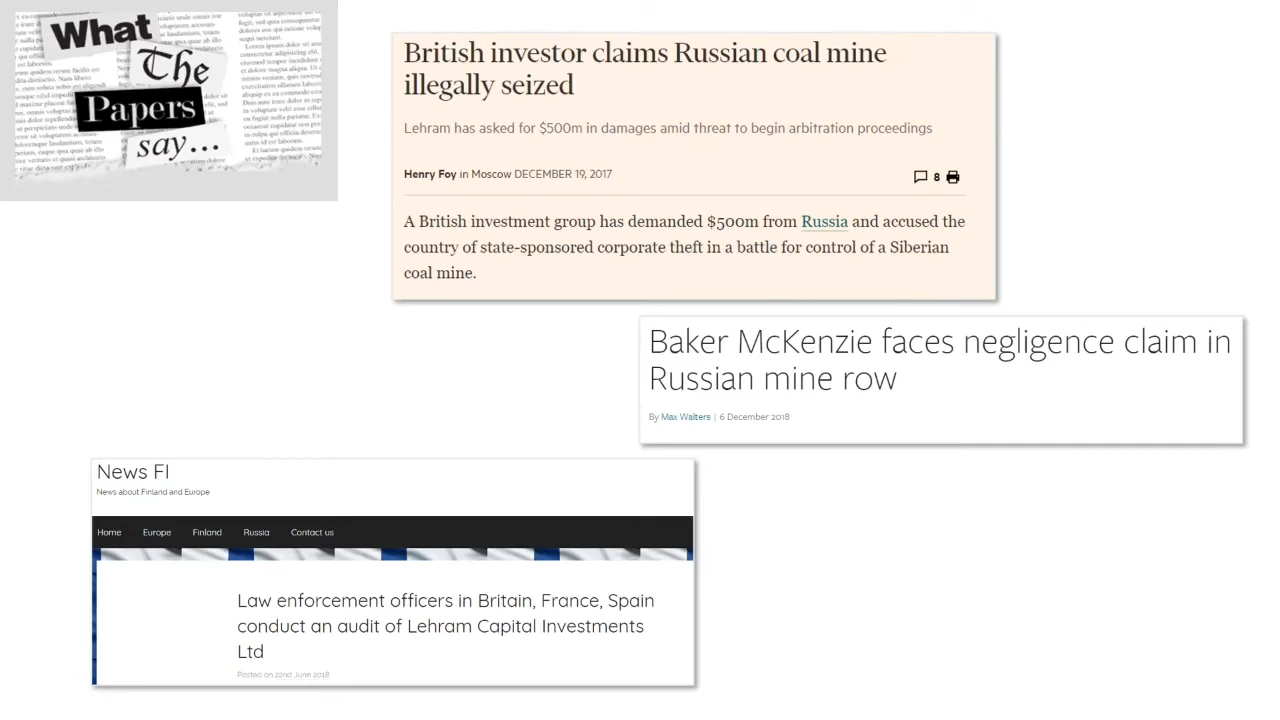 What
The
Papers
say...
British investor claims Russian coal mine
illegally seized
Lehram has asked for $500m in damages amid threat to begin arbitration proceedings
Henry Foy in Moscow DECEMBER 19, 2017
8
A British investment group has demanded $500m from Russia and accused the
country of state-sponsored corporate theft in a battle for control of a Siberian
coal mine.
Baker McKenzie faces negligence claim in
Russian mine row
By Max Walters | 6 December 2018
News FI
News about Finland and Europe
Home Europe Finland Russia Contact us
Law enforcement officers in Britain, France, Spain
conduct an audit of Lehram Capital Investments
Ltd
Posted on 22nd June 2018